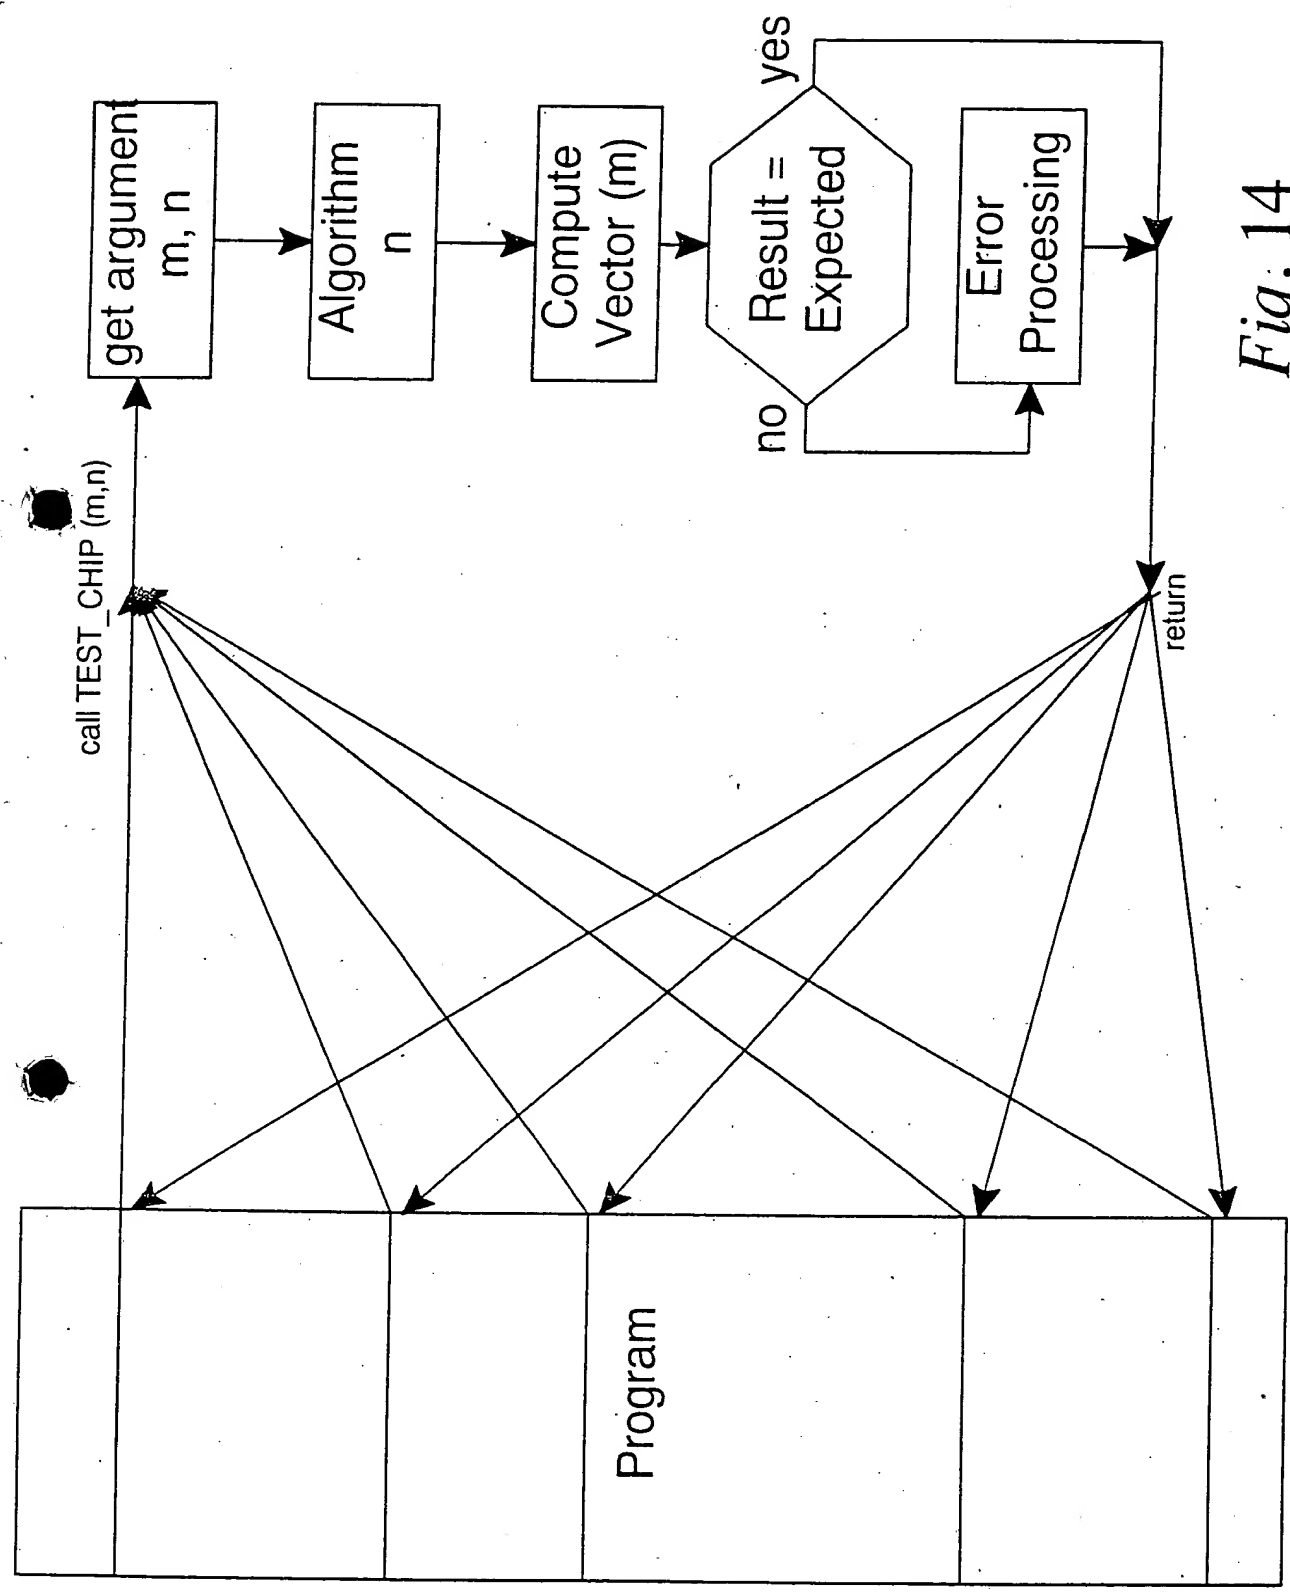 call TEST_CHIP (m,n)
get argument
m, n
Algorithm
n
Compute
Vector (m)
Result =
Expected
yes
no
Error
Processing
return
Program
Fig. 14